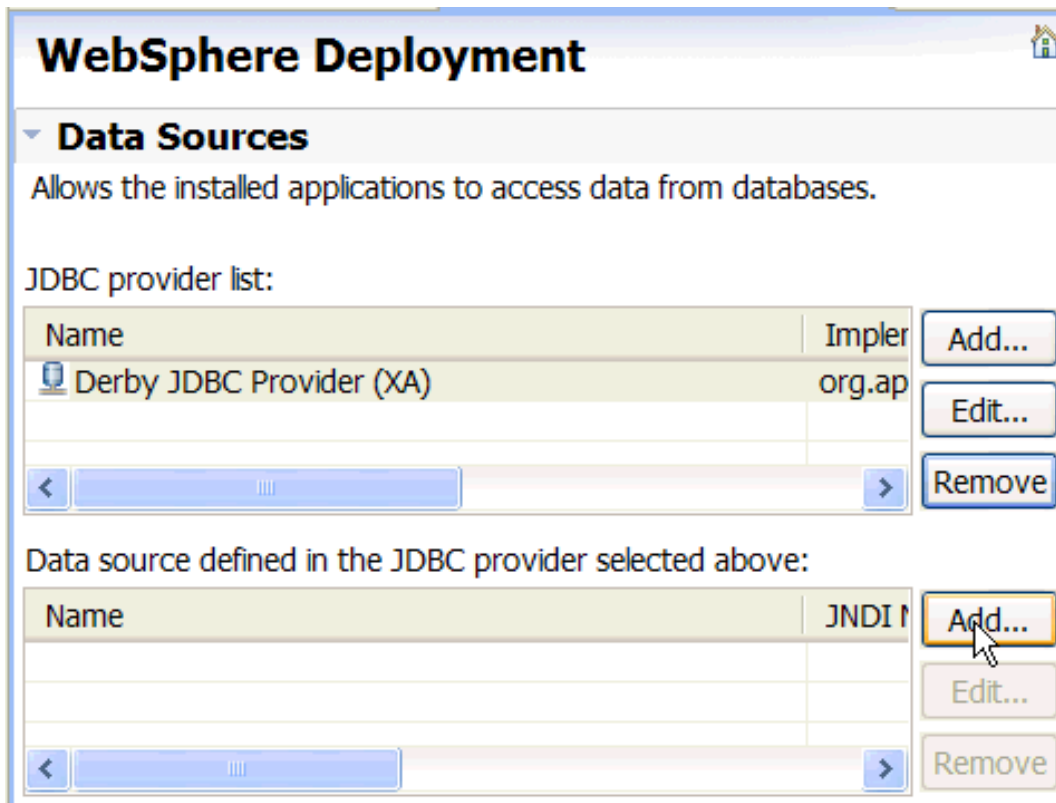 WebSphere Deployment
Data Sources
Allows the installed applications to access data from databases.
JDBC provider list:
Name Implem
Add...
Derby JDBC Provider (XA) org.ap
Edit...
Remove
Data source defined in the JDBC provider selected above:
Name JNDI N
Add...
Edit...
Remove